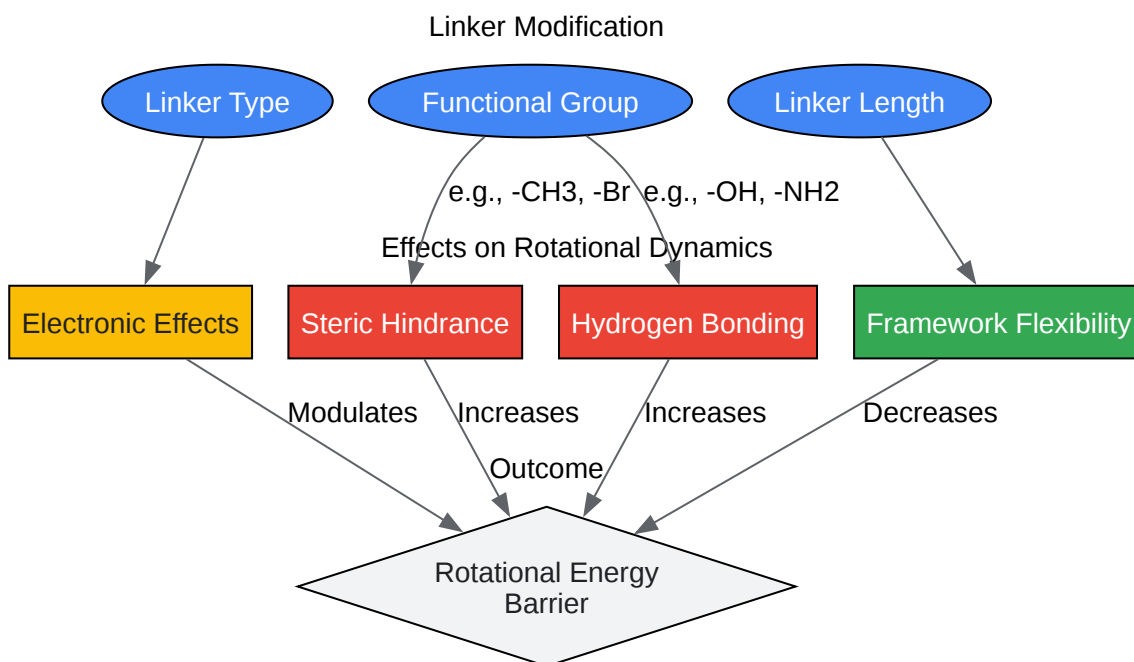 Linker Modification
Linker Type
Functional Group
Linker Length
e.g., -CH3, -Br
e.g., -OH, -NH2
Effects on Rotational Dynamics
Electronic Effects
Steric Hindrance
Hydrogen Bonding
Framework Flexibility
Modulates
Increases
Increases
Decreases
Outcome
Rotational Energy
Barrier